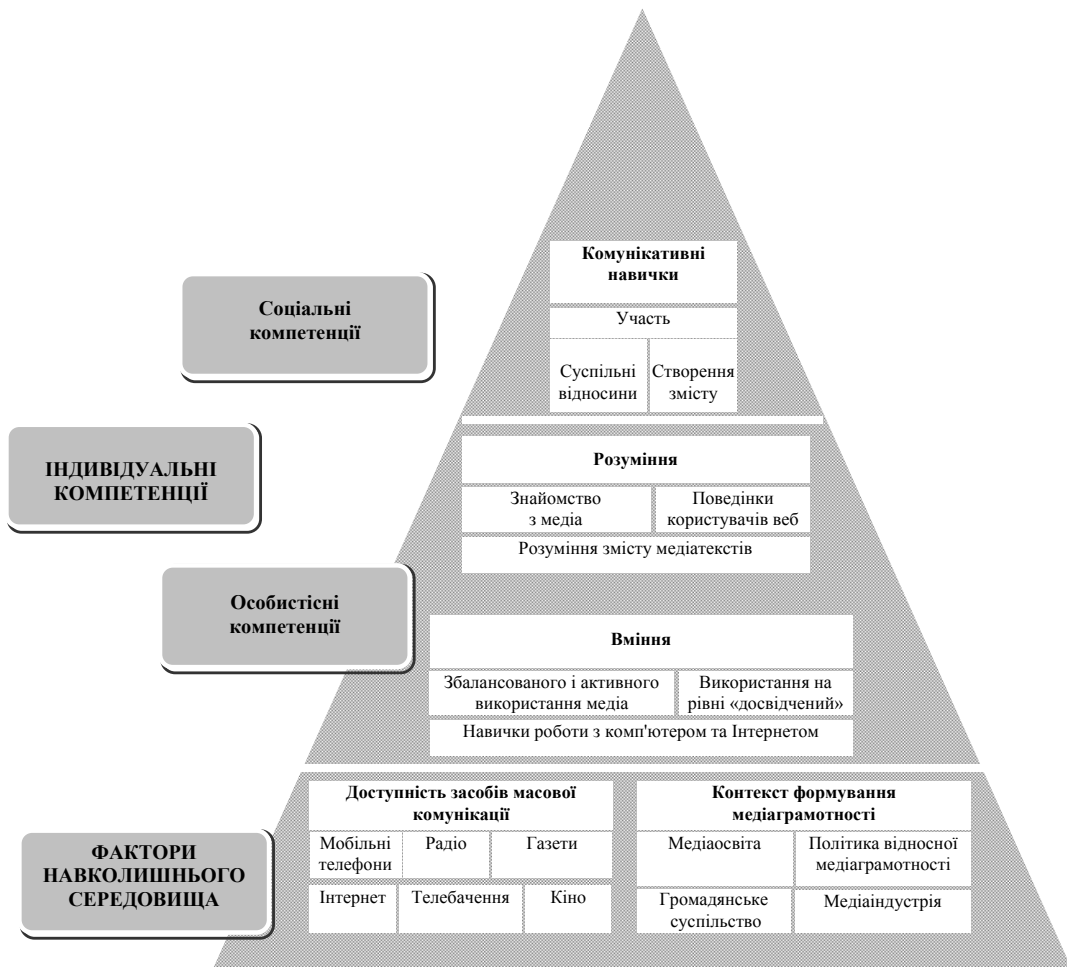 Комунікативні
навички
Соціальні
компетенції
Участь
Суспільні
відносини
Створення
змісту
ІНДИВІДУАЛЬНІ
КОМПЕТЕНЦІЇ
Розуміння
Знайомство
з медіа
Поведінки
користувачів веб
Розуміння змісту медіатекстів
Особистісні
компетенції
Вміння
Збалансованого і активного
використання медіа
Використання на
рівні «досвідчений»
Навички роботи з комп'ютером та Інтернетом
ФАКТОРИ
НАВКОЛИШНЬОГО
СЕРЕДОВИЩА
Доступність засобів масової
комунікації
Мобільні
телефони
Радіо
Газети
Інтернет
Телебачення
Кіно
Контекст формування
медіаграмотності
Медіаосвіта
Політика відносної
медіаграмотності
Громадянське
суспільство
Медіаіндустрія